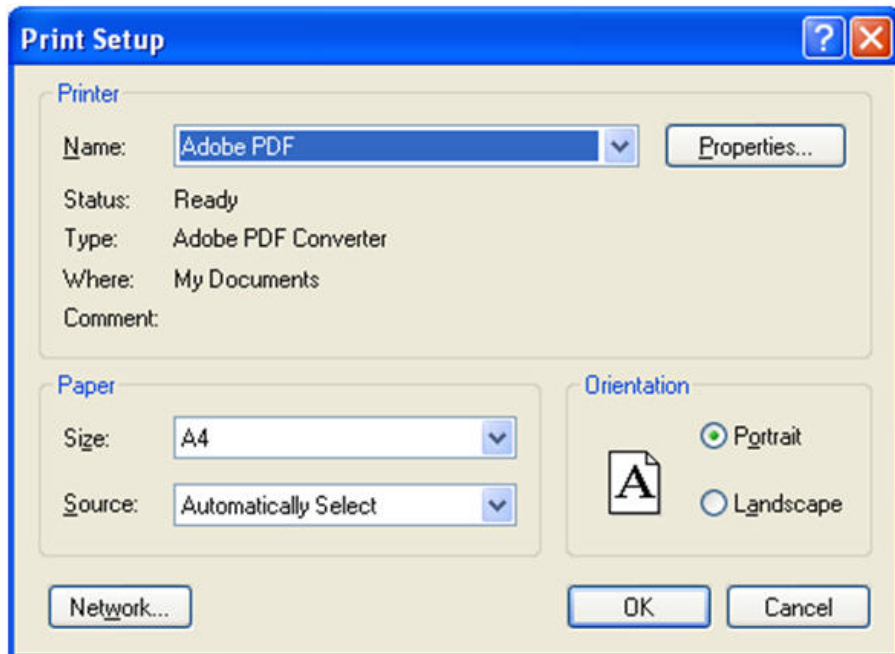 Print Setup
Printer
Name: Adobe PDF Properties...
Status: Ready
Type: Adobe PDF Converter
Where: My Documents
Comment:
Paper
Size: A4
Source: Automatically Select
Orientation
A
Portrait
Landscape
Network... OK Cancel